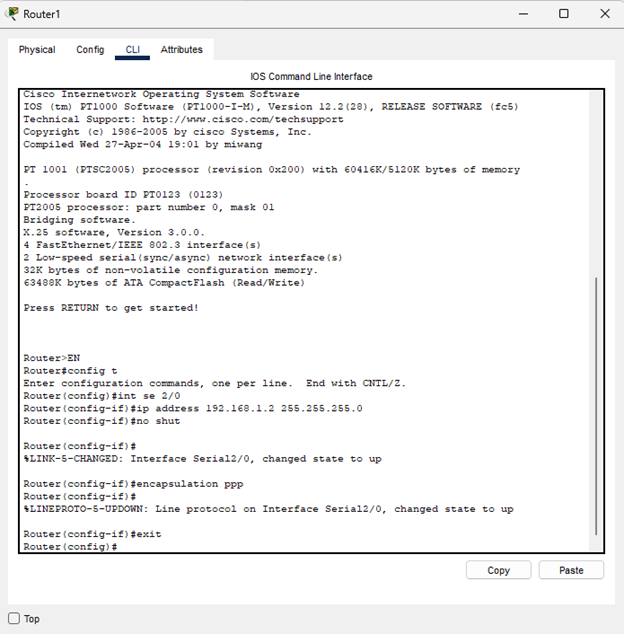 Router1
Physical
Config
CLI
Attributes
IOS Command Line Interface
Cisco Internetwork Operating System Software
IOS (tm) PT1000 Software (PT1000-I-M), Version 12.2(28), RELEASE SOFTWARE (fc5)
Technical Support: http://www.cisco.com/techsupport
Copyright (c) 1986-2005 by cisco Systems, Inc.
Compiled Wed 27-Apr-04 19:01 by miwang
PT 1001 (PTSC2005) processor (revision 0x200) with 60416K/5120K bytes of memory
.
Processor board ID PT0123 (0123)
PT2005 processor: part number 0, mask 01
Bridging software.
X.25 software, Version 3.0.0.
4 FastEthernet/IEEE 802.3 interface(s)
2 Low-speed serial(sync/async) network interface(s)
32K bytes of non-volatile configuration memory.
63488K bytes of ATA CompactFlash (Read/Write)
Press RETURN to get started!
Router>EN
Router#config t
Enter configuration commands, one per line.  End with CNTL/Z.
Router(config)#int se 2/0
Router(config-if)#ip address 192.168.1.2 255.255.255.0
Router(config-if)#no shut
Router(config-if)#
%LINK-5-CHANGED: Interface Serial2/0, changed state to up
Router(config-if)#encapsulation ppp
Router(config-if)#
%LINEPROTO-5-UPDOWN: Line protocol on Interface Serial2/0, changed state to up
Router(config-if)#exit
Router(config)#
Copy
Paste
Top